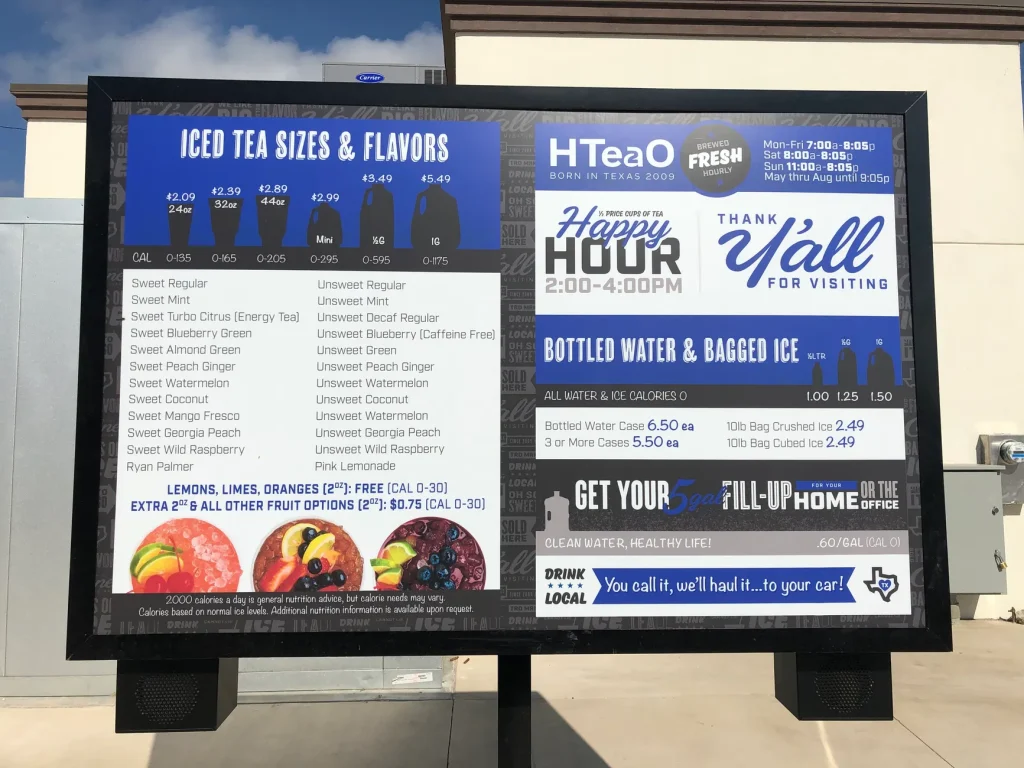 Carrier
ICED TEA SIZES & FLAVORS
$2.09 $2.39 $2.89 $2.99 $3.49 $5.49
24oz 32oz 44oz Mini ½G 1G
CAL 0-135 0-165 0-205 0-295 0-595 0-1175
Sweet Regular
Sweet Mint
Sweet Turbo Citrus (Energy Tea)
Sweet Blueberry Green
Sweet Almond Green
Sweet Peach Ginger
Sweet Watermelon
Sweet Coconut
Sweet Mango Fresco
Sweet Georgia Peach
Sweet Wild Raspberry
Ryan Palmer
Unsweet Regular
Unsweet Mint
Unsweet Decaf Regular
Unsweet Blueberry (Caffeine Free)
Unsweet Green
Unsweet Peach Ginger
Unsweet Watermelon
Unsweet Coconut
Unsweet Watermelon
Unsweet Georgia Peach
Unsweet Wild Raspberry
Pink Lemonade
LEMONS, LIMES, ORANGES (2oz): FREE (CAL 0-30)
EXTRA 2oz & ALL OTHER FRUIT OPTIONS (2oz): $0.75 (CAL 0-30)
2,000 calories a day is general nutrition advice, but calorie needs may vary.
Calories based on normal ice levels. Additional nutrition information is available upon request.
HTeaO
BORN IN TEXAS 2009
BREWED
FRESH
HOURLY
Mon-Fri 7:00a-8:05p
Sat 8:00a-8:05p
Sun 11:00a-8:05p
May thru Aug until 9:05p
½ PRICE CUPS OF TEA
Happy
HOUR
2:00-4:00PM
THANK
Y'all
FOR VISITING
BOTTLED WATER & BAGGED ICE
½LTR ½G 1G
ALL WATER & ICE CALORIES 0 1.00 1.25 1.50
Bottled Water Case 6.50 ea
3 or More Cases 5.50 ea
10lb Bag Crushed Ice 2.49
10lb Bag Cubed Ice 2.49
GET YOUR 5gal FILL-UP FOR YOUR HOME OR THE OFFICE
CLEAN WATER, HEALTHY LIFE! .60/GAL (CAL 0)
DRINK
LOCAL
You call it, we'll haul it...to your car!
TX